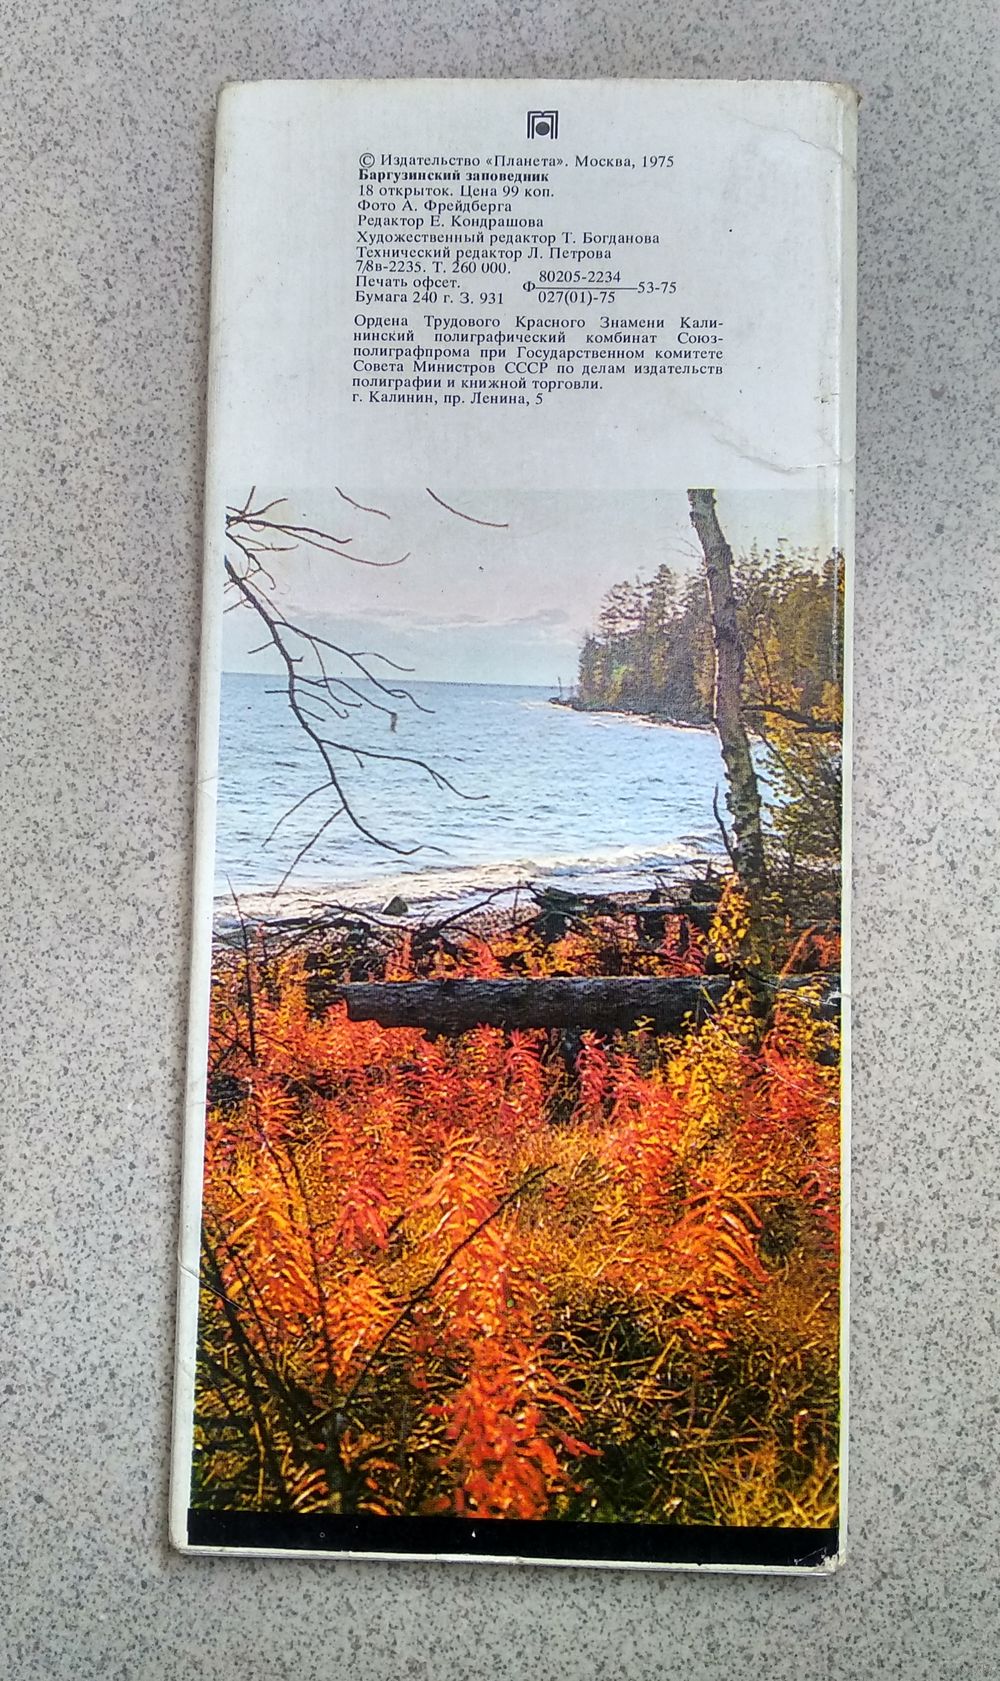 © Издательство «Планета». Москва, 1975
Баргузинский заповедник
18 открыток. Цена 99 коп.
Фото А. Фрейдберга
Редактор Е. Кондрашова
Художественный редактор Т. Богданова
Технический редактор Л. Петрова
7/8в-2235. Т. 260 000.
Печать офсет.
Бумага 240 г. З. 931
Ф 80205-2234 53-75
027(01)-75
Ордена Трудового Красного Знамени Кали-
нинский полиграфический комбинат Союз-
полиграфпрома при Государственном комитете
Совета Министров СССР по делам издательств
полиграфии и книжной торговли.
г. Калинин, пр. Ленина, 5